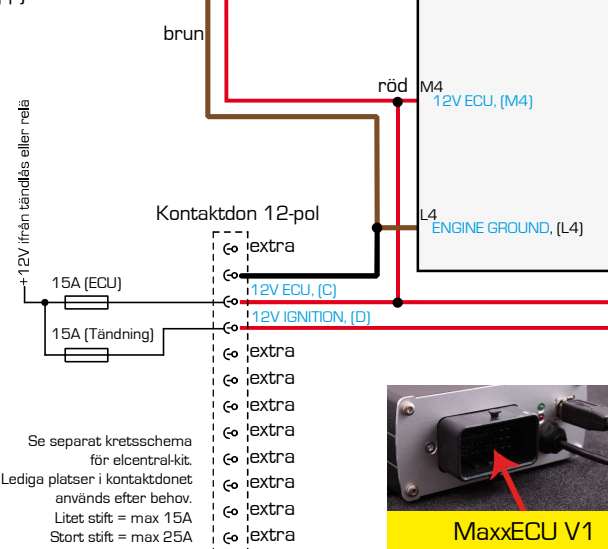 brun
röd
M4
12V ECU, (M4)
+12V ifrån tändlås eller relä
Kontaktdon 12-pol
L4
ENGINE GROUND, (L4)
extra
15A (ECU)
12V ECU, (C)
12V IGNITION, (D)
15A (Tändning)
extra
extra
extra
extra
Se separat kretsschema
för elcentral-kit.
extra
Lediga platser i kontaktdonet
extra
används efter behov.
Litet stift = max 15A
extra
Stort stift = max 25A
extra
MaxxECU V1